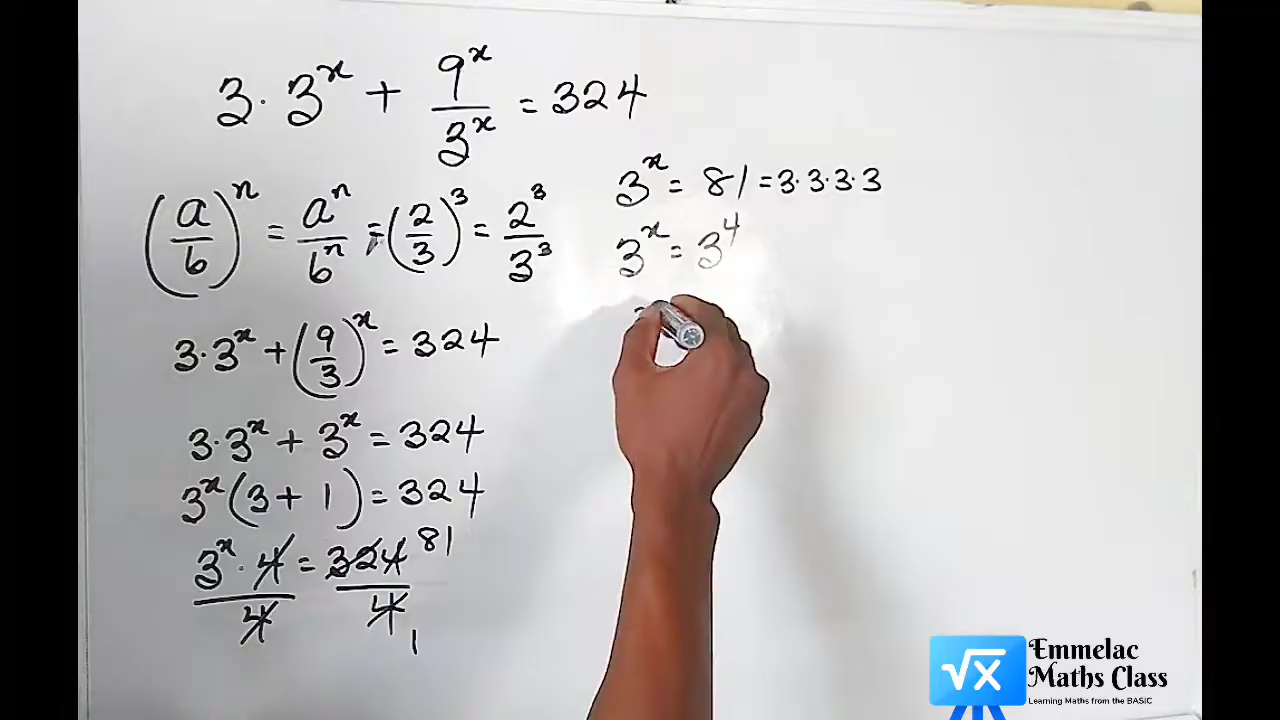 3 · 3^x + 9^x/3^x = 324
(a/b)^n = a^n/b^n = (2/3)^3 = 2^3/3^3
3·3^x + (9/3)^x = 324
3·3^x + 3^x = 324
3^x(3 + 1) = 324
3^x · 4/4 = 324/4 81 1
3^x = 81 = 3·3·3·3
3^x = 3^4
√x
Emmelac
Maths Class
Learning Maths from the BASIC